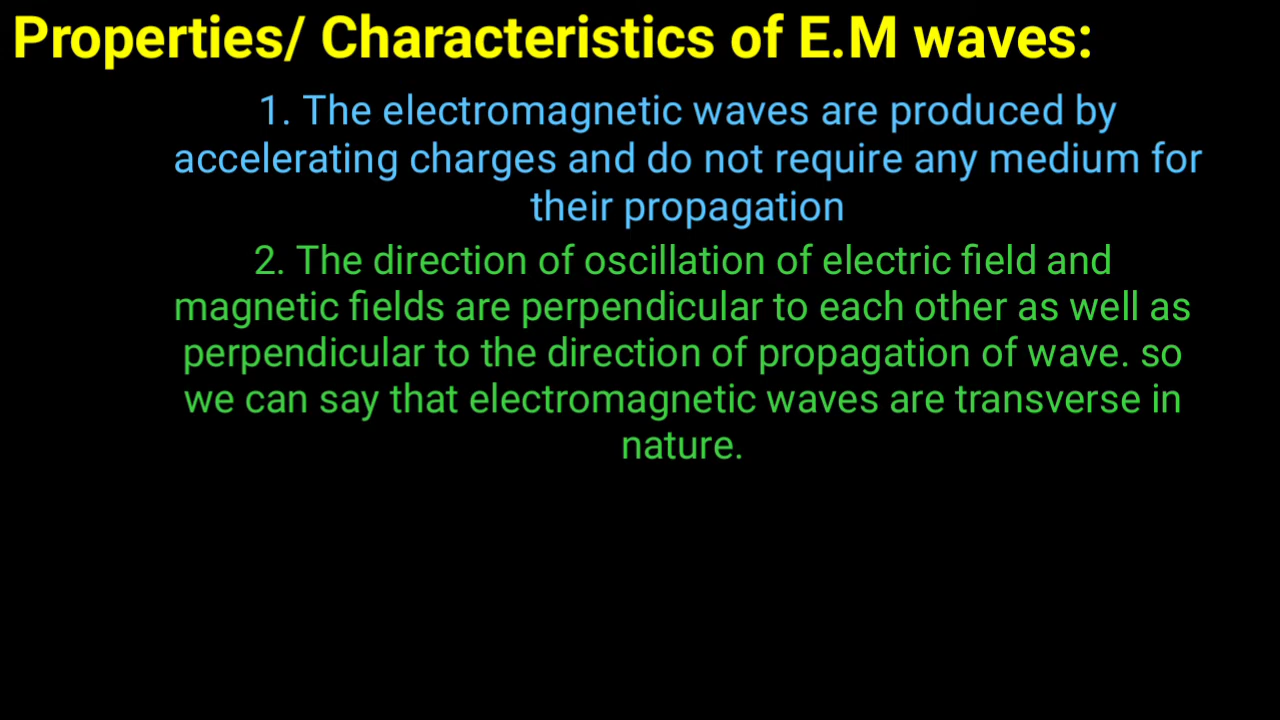 Properties/ Characteristics of E.M waves:
1. The electromagnetic waves are produced by
accelerating charges and do not require any medium for
their propagation
2. The direction of oscillation of electric field and
magnetic fields are perpendicular to each other as well as
perpendicular to the direction of propagation of wave. so
we can say that electromagnetic waves are transverse in
nature.